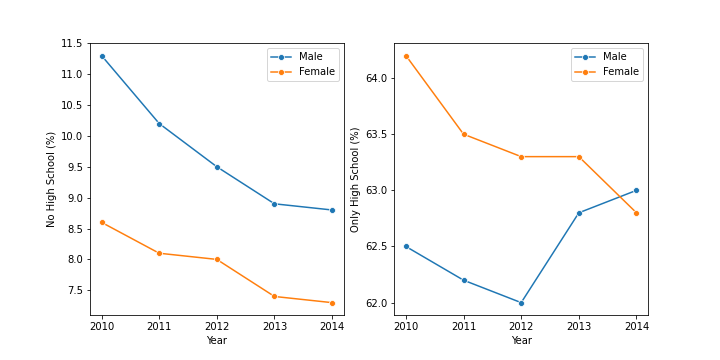 11.5
11.0
10.5
10.0
9.5
9.0
8.5
8.0
7.5
No High School (%)
2010 2011 2012 2013 2014
Year
Male
Female
64.0
63.5
63.0
62.5
62.0
Only High School (%)
2010 2011 2012 2013 2014
Year
Male
Female